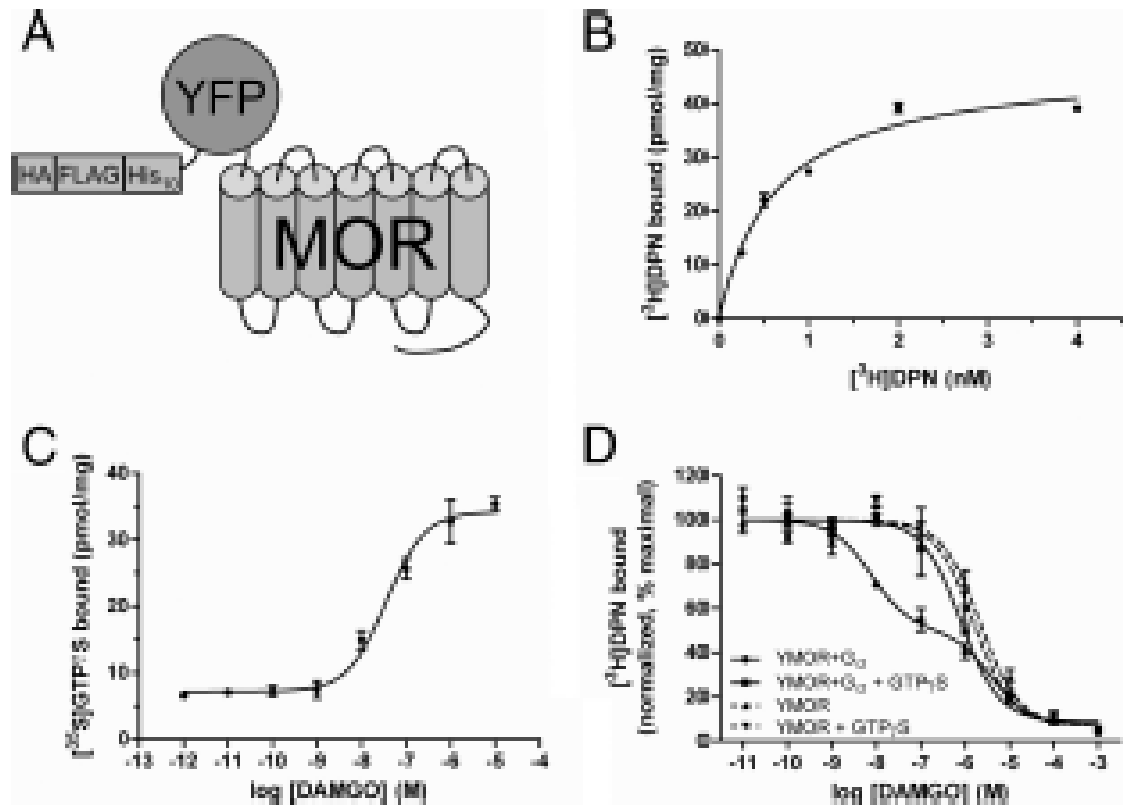 A
YFP
HA FLAG His10
MOR
B
[3H]DPN bound (pmol/mg)
50
40
30
20
10
0
0 1 2 3 4
[3H]DPN (nM)
C
[35S]GTPγS bound (pmol/mg)
40
30
20
10
0
-13 -12 -11 -10 -9 -8 -7 -6 -5 -4
log [DAMGO] (M)
D
[3H]DPN bound
(normalized, % maximal)
120
100
80
60
40
20
0
YMOR+Gi2
YMOR+Gi2 + GTPγS
YMOR
YMOR + GTPγS
-11 -10 -9 -8 -7 -6 -5 -4 -3
log [DAMGO] (M)